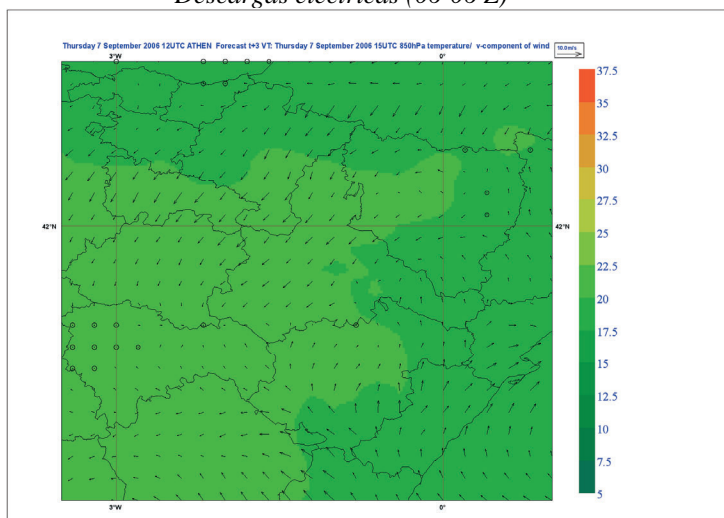 Descargas eléctricas (03-06 Z)
Thursday 7 September 2006 12UTC ATHEN Forecast t+3 VT: Thursday 7 September 2006 15UTC 850hPa temperature/ v-component of wind
10.0m/s
3°W 0°
37.5
35
32.5
30
27.5
25
42°N 42°N
22.5
20
17.5
15
12.5
10
7.5
5
3°W 0°